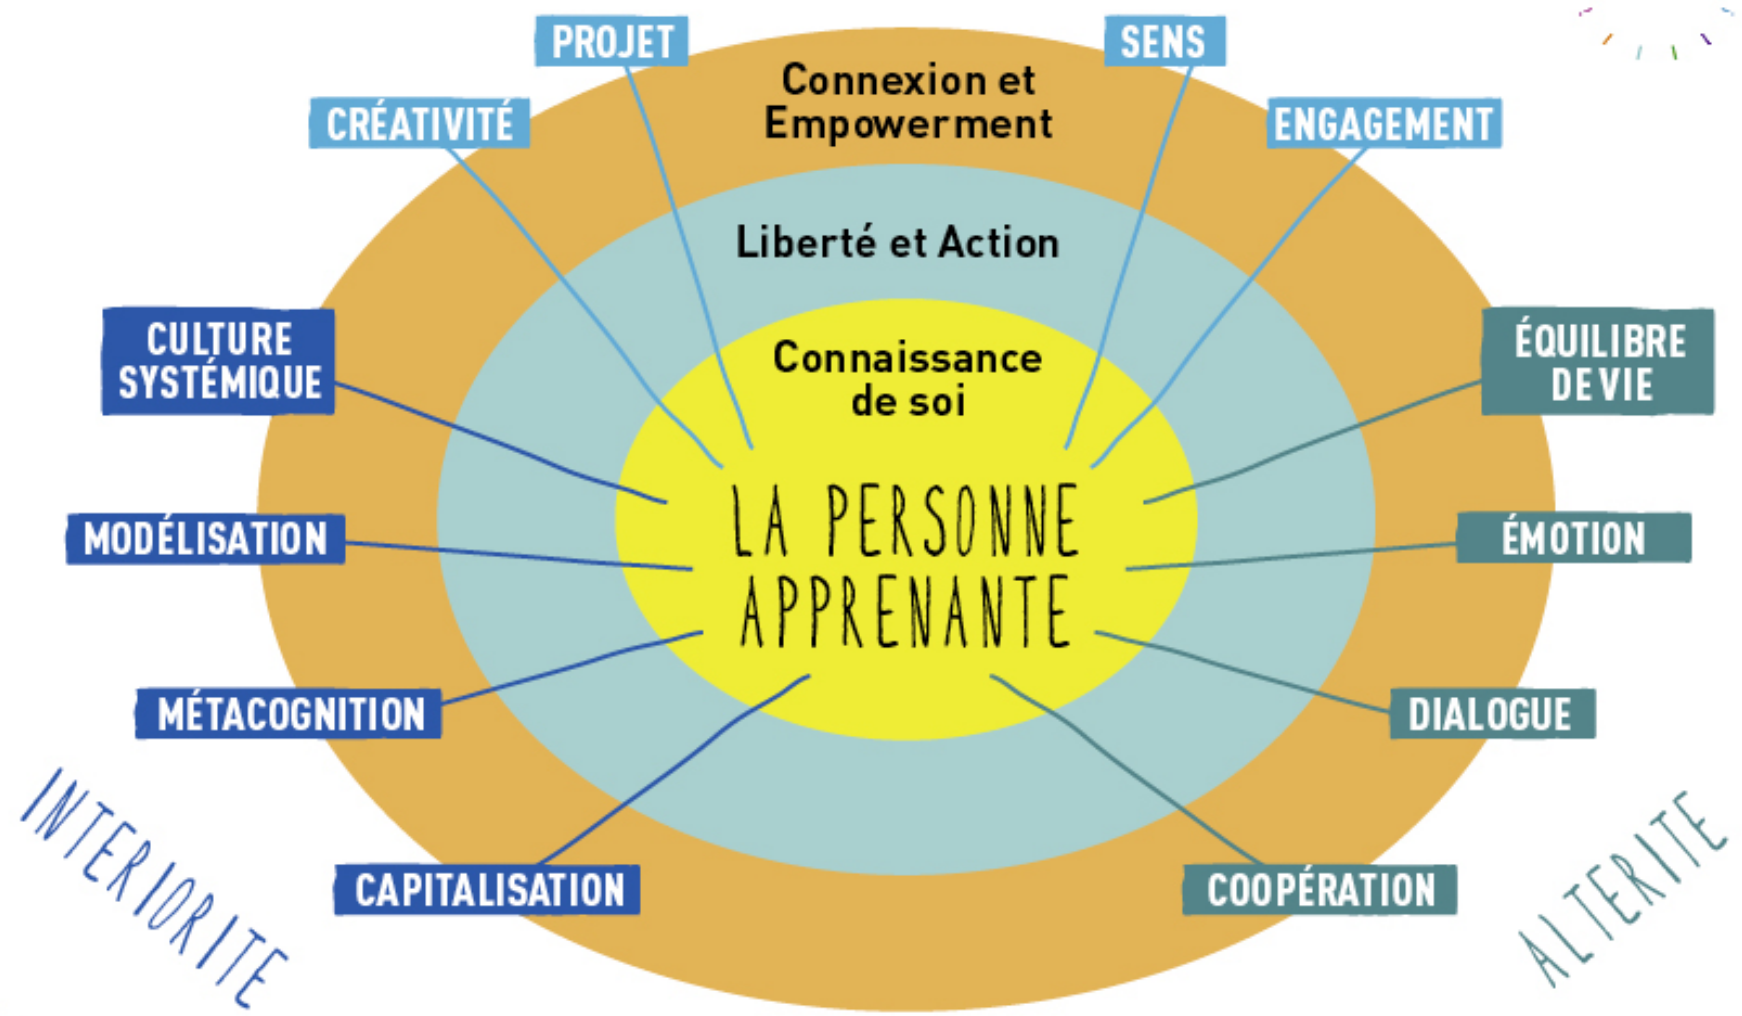 PROJET
SENS
Connexion et
Empowerment
CRÉATIVITÉ
ENGAGEMENT
Liberté et Action
CULTURE
SYSTÉMIQUE
Connaissance
de soi
ÉQUILIBRE
DE VIE
LA PERSONNE
APPRENANTE
MODÉLISATION
ÉMOTION
MÉTACOGNITION
DIALOGUE
CAPITALISATION
COOPÉRATION
INTERIORITE
ALTERITE